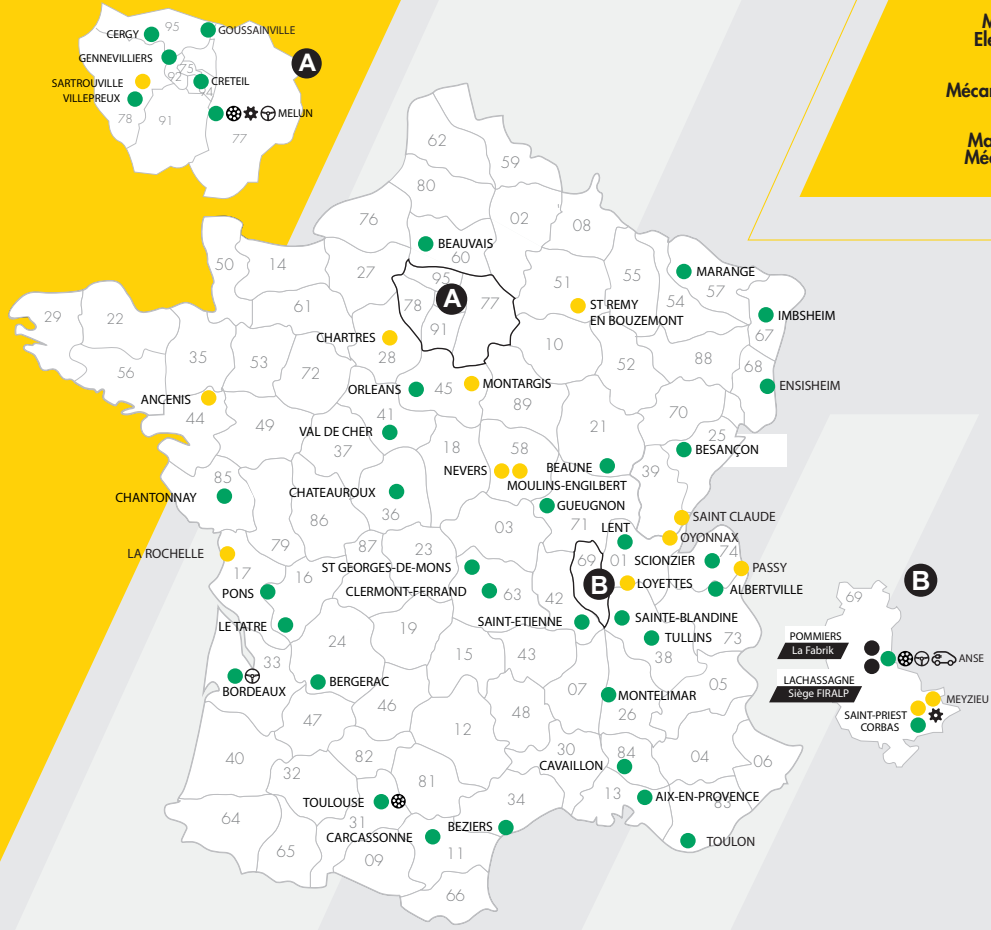 95
CERGY
GOUSSAINVILLE
GENNEVILLIERS
A
75
SARTROUVILLE
92
CRETEIL
VILLEPREUX
94
78
91
MELUN
77
Mécar
62
59
80
76
02
08
BEAUVAIS
60
50
14
27
51
55
MARANGE
57
54
95
A
78
77
61
ST REMY
EN BOUZEMONT
IMBSHEIM
29
22
91
67
CHARTRES
28
10
35
53
72
52
88
68
56
ORLEANS
45
MONTARGIS
ENSISHEIM
ANCENIS
89
44
49
41
70
VAL DE CHER
21
25
37
18
58
BESANÇON
85
NEVERS
BEAUNE
39
MOULINS-ENGILBERT
CHANTONNAY
CHATEAUROUX
GUEUGNON
36
86
03
71
SAINT CLAUDE
LENT
OYONNAX
79
87
23
LA ROCHELLE
69
01
74
SCIONZIER
17
16
ST GEORGES-DE-MONS
PASSY
B
LOYETTES
PONS
CLERMONT-FERRAND
63
42
ALBERTVILLE
LE TATRE
19
SAINT-ETIENNE
SAINTE-BLANDINE
24
TULLINS
73
33
15
43
38
BORDEAUX
BERGERAC
07
05
46
MONTELIMAR
47
48
26
12
40
82
30
84
04
06
32
81
CAVAILLON
TOULOUSE
34
13
AIX-EN-PROVENCE
83
64
31
BEZIERS
CARCASSONNE
TOULON
65
09
11
66
B
69
POMMIERS
La Fabrik
ANSE
LACHASSAGNE
Siège FIRALP
MEYZIEU
SAINT-PRIEST
CORBAS